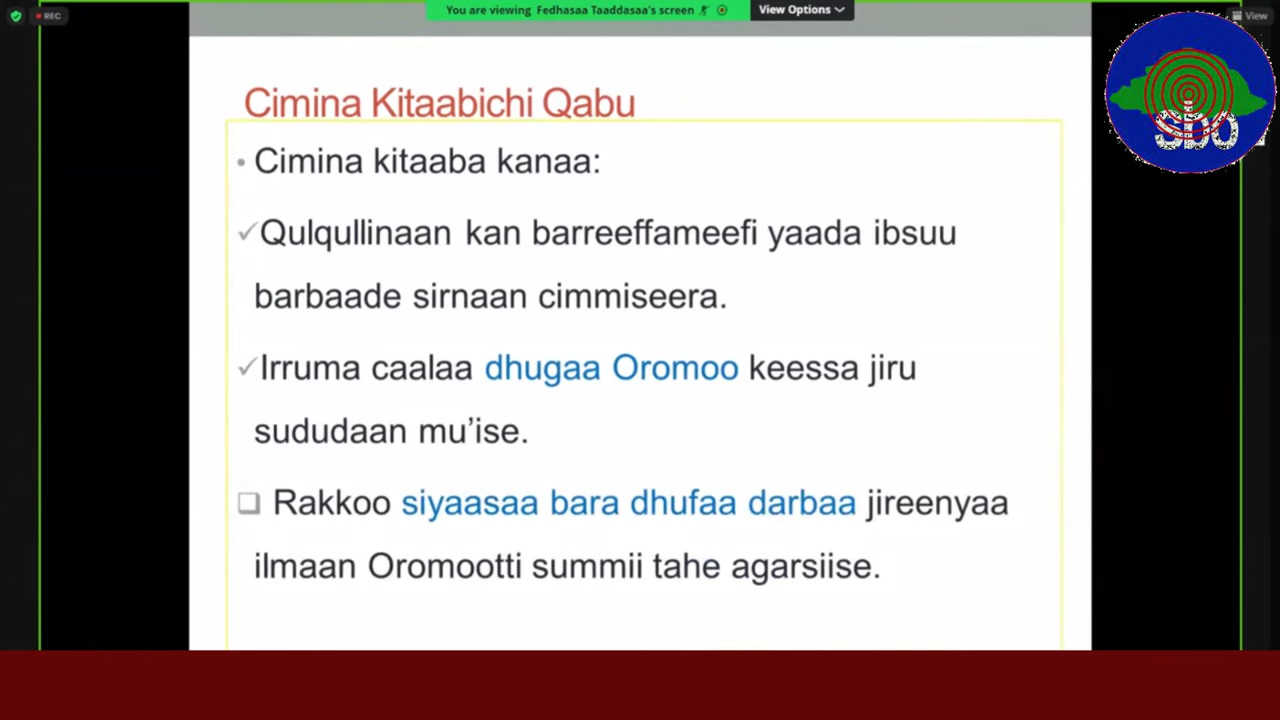 REC
You are viewing Fedhasaa Taaddasaa's screen
View Options
View
SDO
Cimina Kitaabichi Qabu
• Cimina kitaaba kanaa:
✓Qulqullinaan kan barreeffameefi yaada ibsuu
barbaade sirnaan cimmiseera.
✓Irruma caalaa dhugaa Oromoo keessa jiru
sududaan mu’ise.
❑ Rakkoo siyaasaa bara dhufaa darbaa jireenyaa
ilmaan Oromootti summii tahe agarsiise.